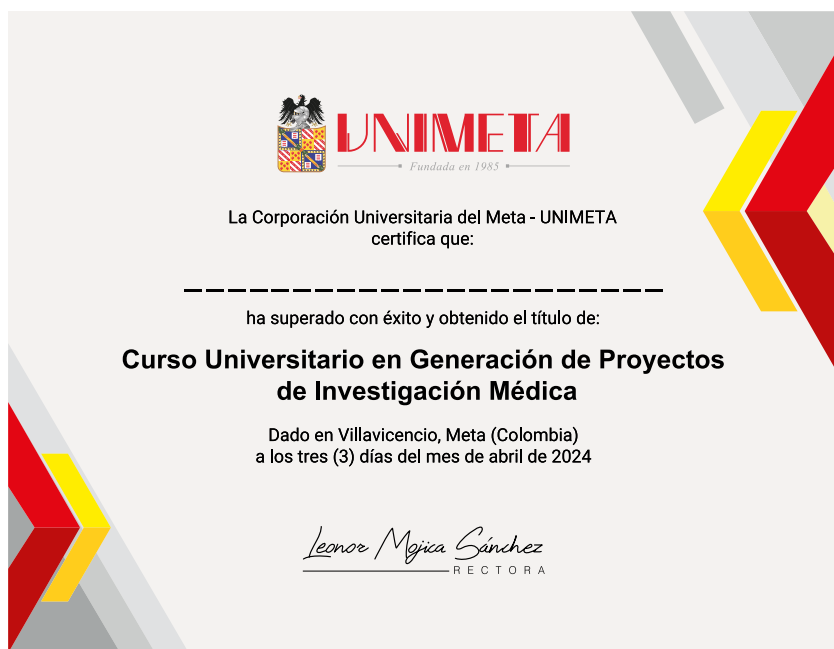 UNIMETA
Fundada en 1985
La Corporación Universitaria del Meta - UNIMETA
certifica que:
ha superado con éxito y obtenido el título de:
Curso Universitario en Generación de Proyectos
de Investigación Médica
Dado en Villavicencio, Meta (Colombia)
a los tres (3) días del mes de abril de 2024
Leonor Mojica Sánchez
RECTORA